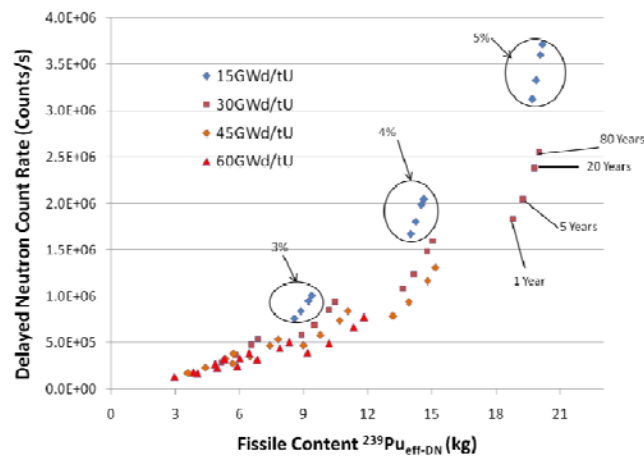 4.0E+06
3.5E+06
3.0E+06
2.5E+06
2.0E+06
1.5E+06
1.0E+06
5.0E+05
0.0E+00
Delayed Neutron Count Rate (Counts/s)
15GWd/tU
30GWd/tU
45GWd/tU
60GWd/tU
5%
4%
3%
80 Years
20 Years
5 Years
1 Year
0 3 6 9 12 15 18 21
Fissile Content ²³⁹Pu_eff-DN (kg)